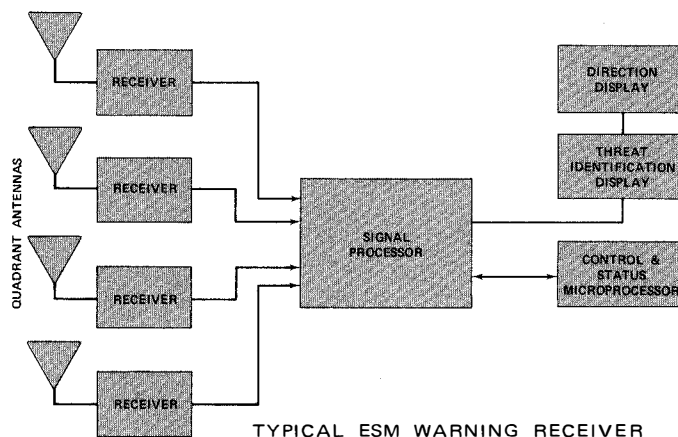 QUADRANT ANTENNAS
RECEIVER
RECEIVER
RECEIVER
RECEIVER
SIGNAL
PROCESSOR
DIRECTION
DISPLAY
THREAT
IDENTIFICATION
DISPLAY
CONTROL &
STATUS
MICROPROCESSOR
TYPICAL ESM WARNING RECEIVER